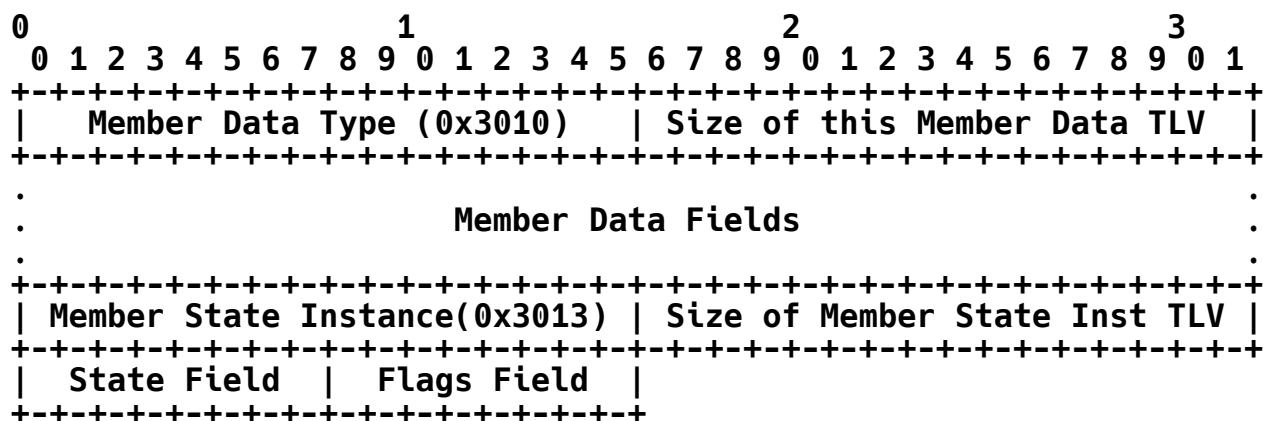 0                   1                   2                   3
 0 1 2 3 4 5 6 7 8 9 0 1 2 3 4 5 6 7 8 9 0 1 2 3 4 5 6 7 8 9 0 1
+-+-+-+-+-+-+-+-+-+-+-+-+-+-+-+-+-+-+-+-+-+-+-+-+-+-+-+-+-+-+-+-+
|   Member Data Type (0x3010)   | Size of this Member Data TLV  |
+-+-+-+-+-+-+-+-+-+-+-+-+-+-+-+-+-+-+-+-+-+-+-+-+-+-+-+-+-+-+-+-+
.                                                               .
.                      Member Data Fields                       .
.                                                               .
+-+-+-+-+-+-+-+-+-+-+-+-+-+-+-+-+-+-+-+-+-+-+-+-+-+-+-+-+-+-+-+-+
| Member State Instance(0x3013) | Size of Member State Inst TLV |
+-+-+-+-+-+-+-+-+-+-+-+-+-+-+-+-+-+-+-+-+-+-+-+-+-+-+-+-+-+-+-+-+
|  State Field  |  Flags Field  |
+-+-+-+-+-+-+-+-+-+-+-+-+-+-+-+-+